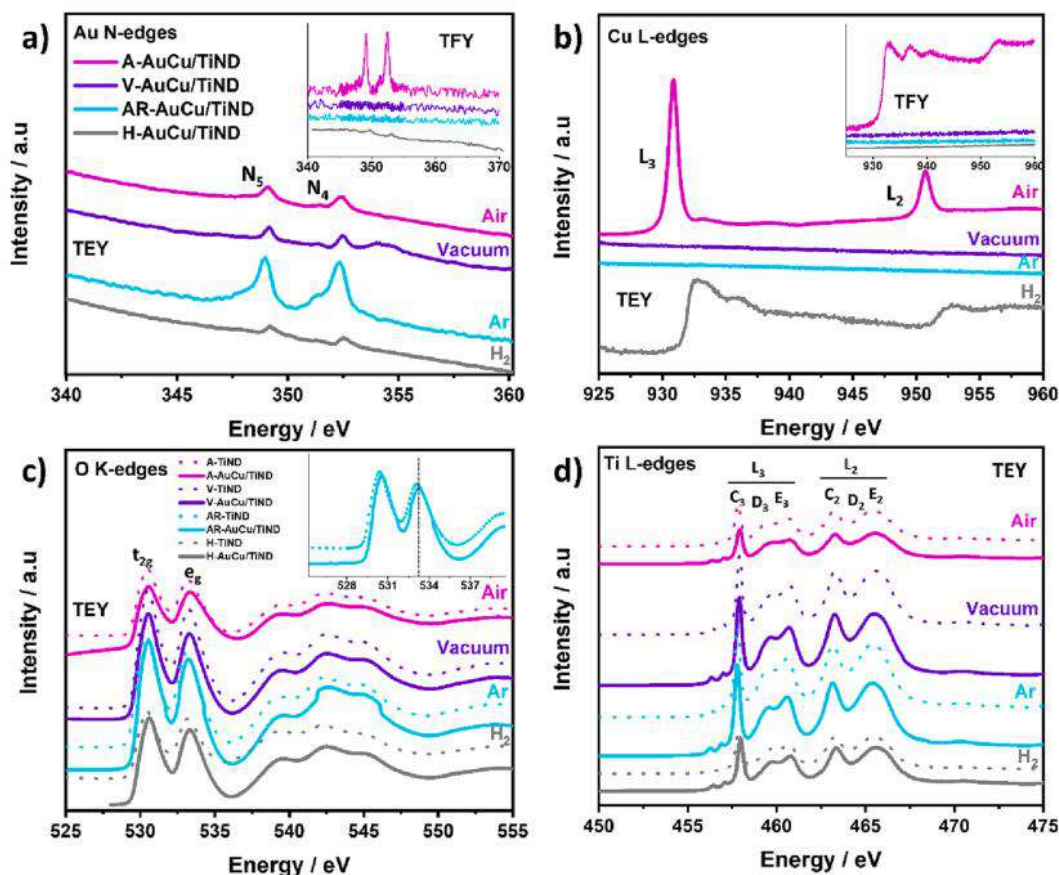 a)
Au N-edges
A-AuCu/TiND
V-AuCu/TiND
AR-AuCu/TiND
H-AuCu/TiND
TFY
340 350 360 370
N5
N4
TEY
Air
Vacuum
Ar
H2
340 345 350 355 360
Energy / eV
Intensity / a.u
b)
Cu L-edges
TFY
930 940 950 960
L3
L2
Air
Vacuum
Ar
TEY
H2
925 930 935 940 945 950 955 960
Energy / eV
Intensity / a.u
c)
O K-edges
A-TiND
A-AuCu/TiND
V-TiND
V-AuCu/TiND
AR-TiND
AR-AuCu/TiND
H-TiND
H-AuCu/TiND
528 531 534 537
t2g
eg
TEY
Air
Vacuum
Ar
H2
525 530 535 540 545 550 555
Energy / eV
Intensity / a.u
d)
Ti L-edges
TEY
L3
L2
C3 D3 E3
C2 D2 E2
Air
Vacuum
Ar
H2
450 455 460 465 470 475
Energy / eV
Intensity / a.u